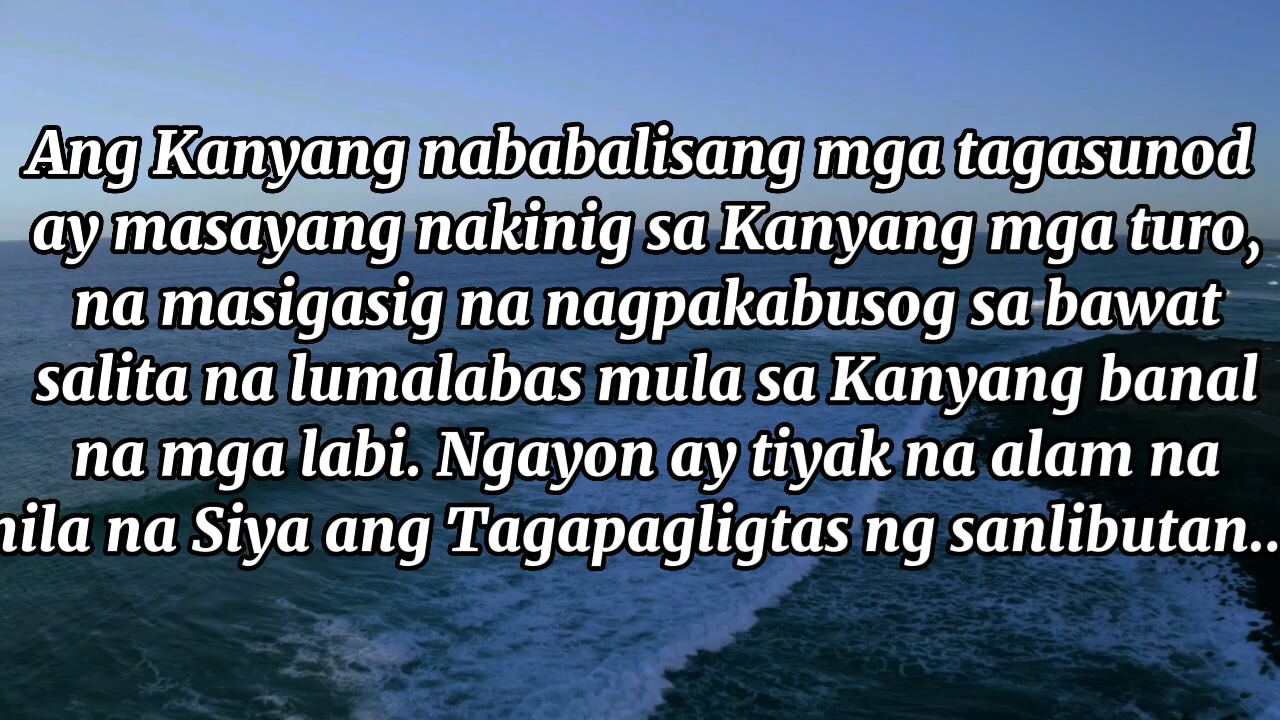 Ang Kanyang nababalisang mga tagasunod
ay masayang nakinig sa Kanyang mga turo,
na masigasig na nagpakabusog sa bawat
salita na lumalabas mula sa Kanyang banal
na mga labi. Ngayon ay tiyak na alam na
na Siya ang Tagapagligtas ng sanlibutan..